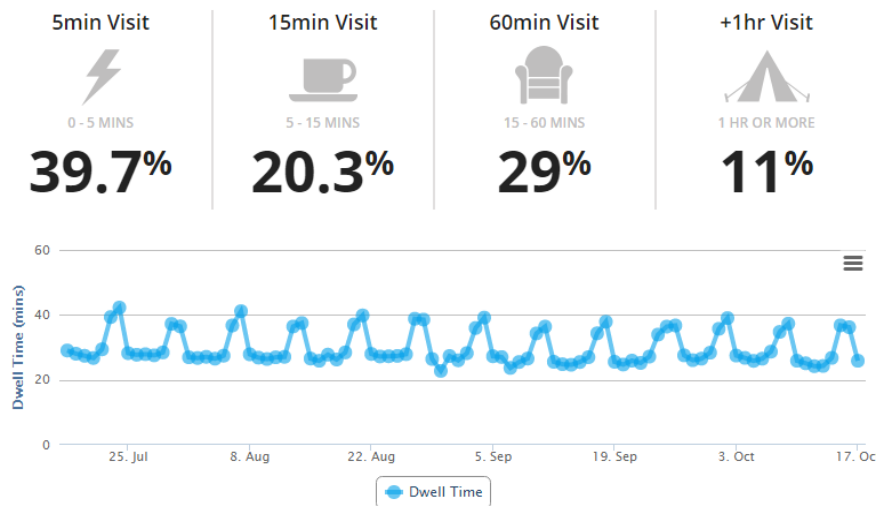 5min Visit
15min Visit
60min Visit
+1hr Visit
0 - 5 MINS
5 - 15 MINS
15 - 60 MINS
1 HR OR MORE
39.7%
20.3%
29%
11%
60
40
20
0
Dwell Time (mins)
25. Jul
8. Aug
22. Aug
5. Sep
19. Sep
3. Oct
17. Oc
Dwell Time